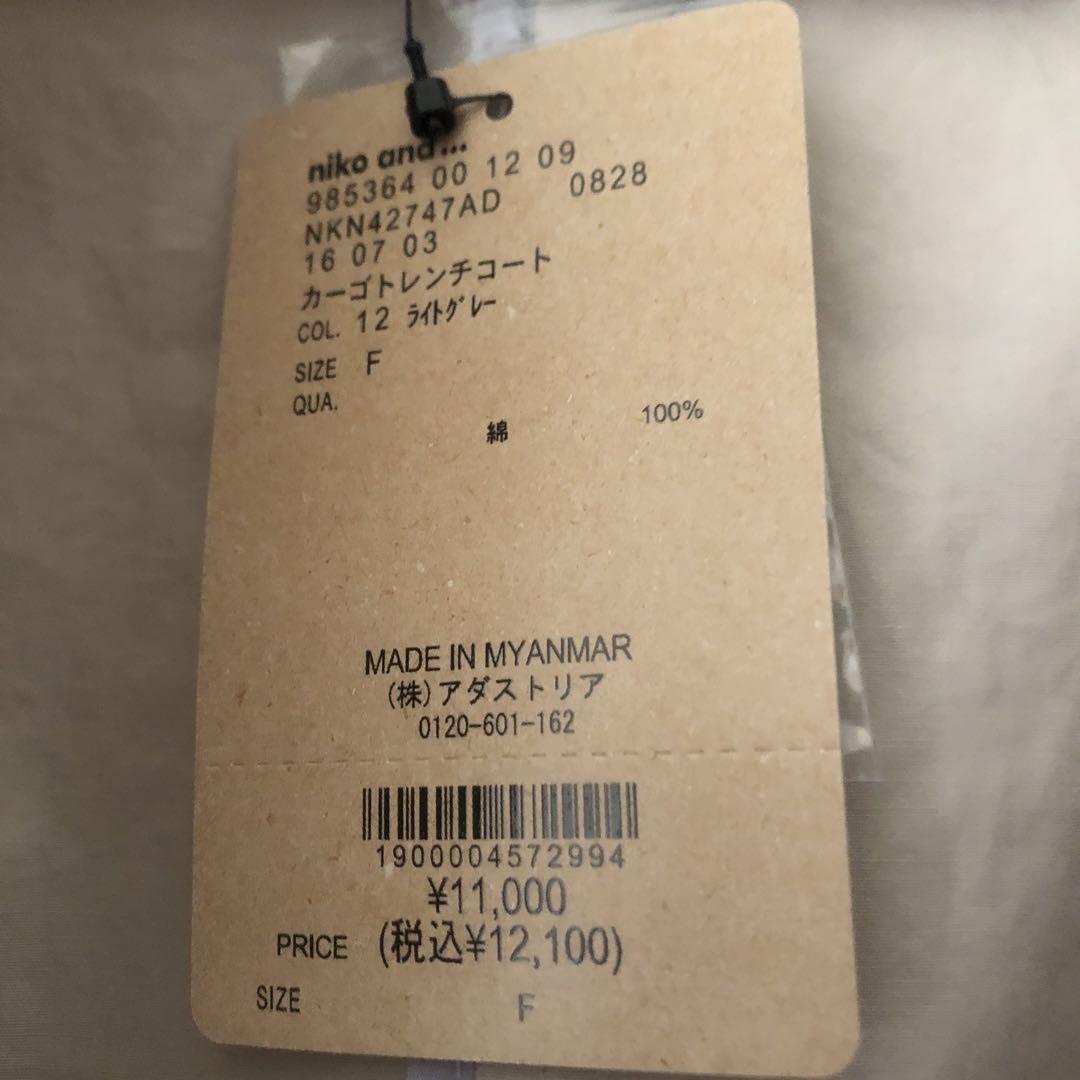 niko and...
985364 00 12 09
NKN42747AD 0828
16 07 03
カーゴトレンチコート
COL. 12 ﾗｲﾄｸﾞﾚｰ
SIZE F
QUA.
綿 100%
MADE IN MYANMAR
(株)アダストリア
0120-601-162
1900004572994
¥11,000
PRICE (税込¥12,100)
SIZE F